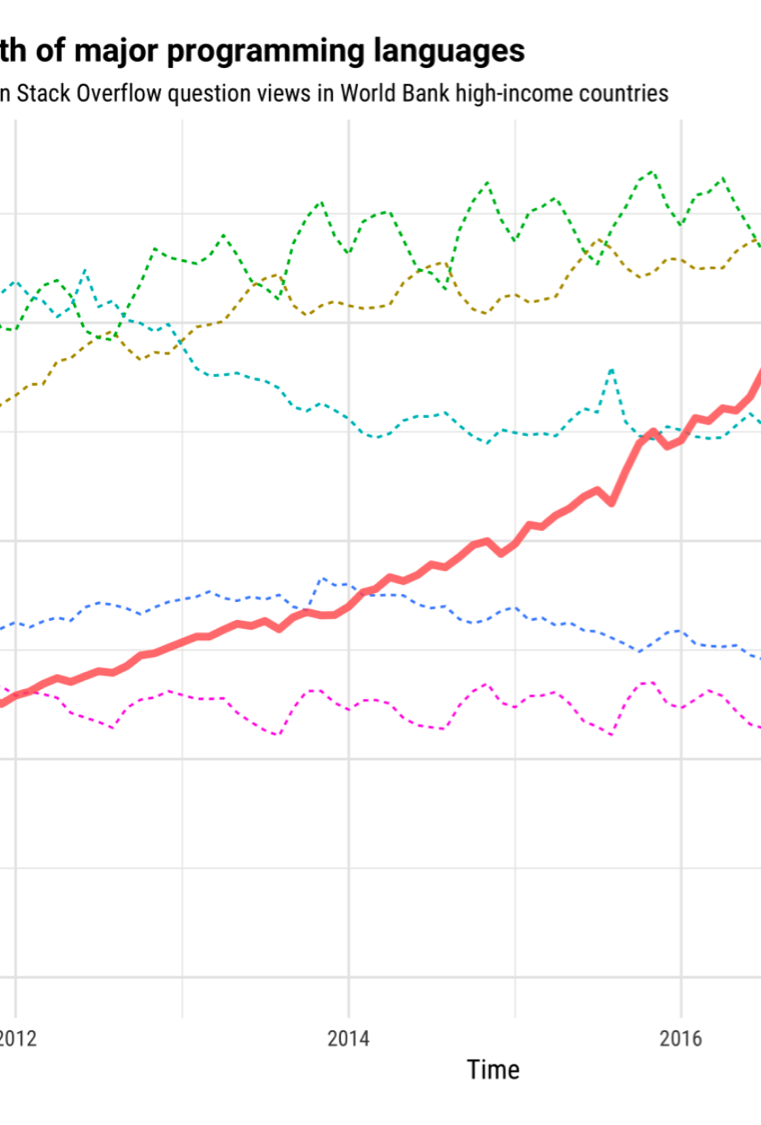 th of major programming languages
n Stack Overflow question views in World Bank high-income countries
2012 2014 2016
Time